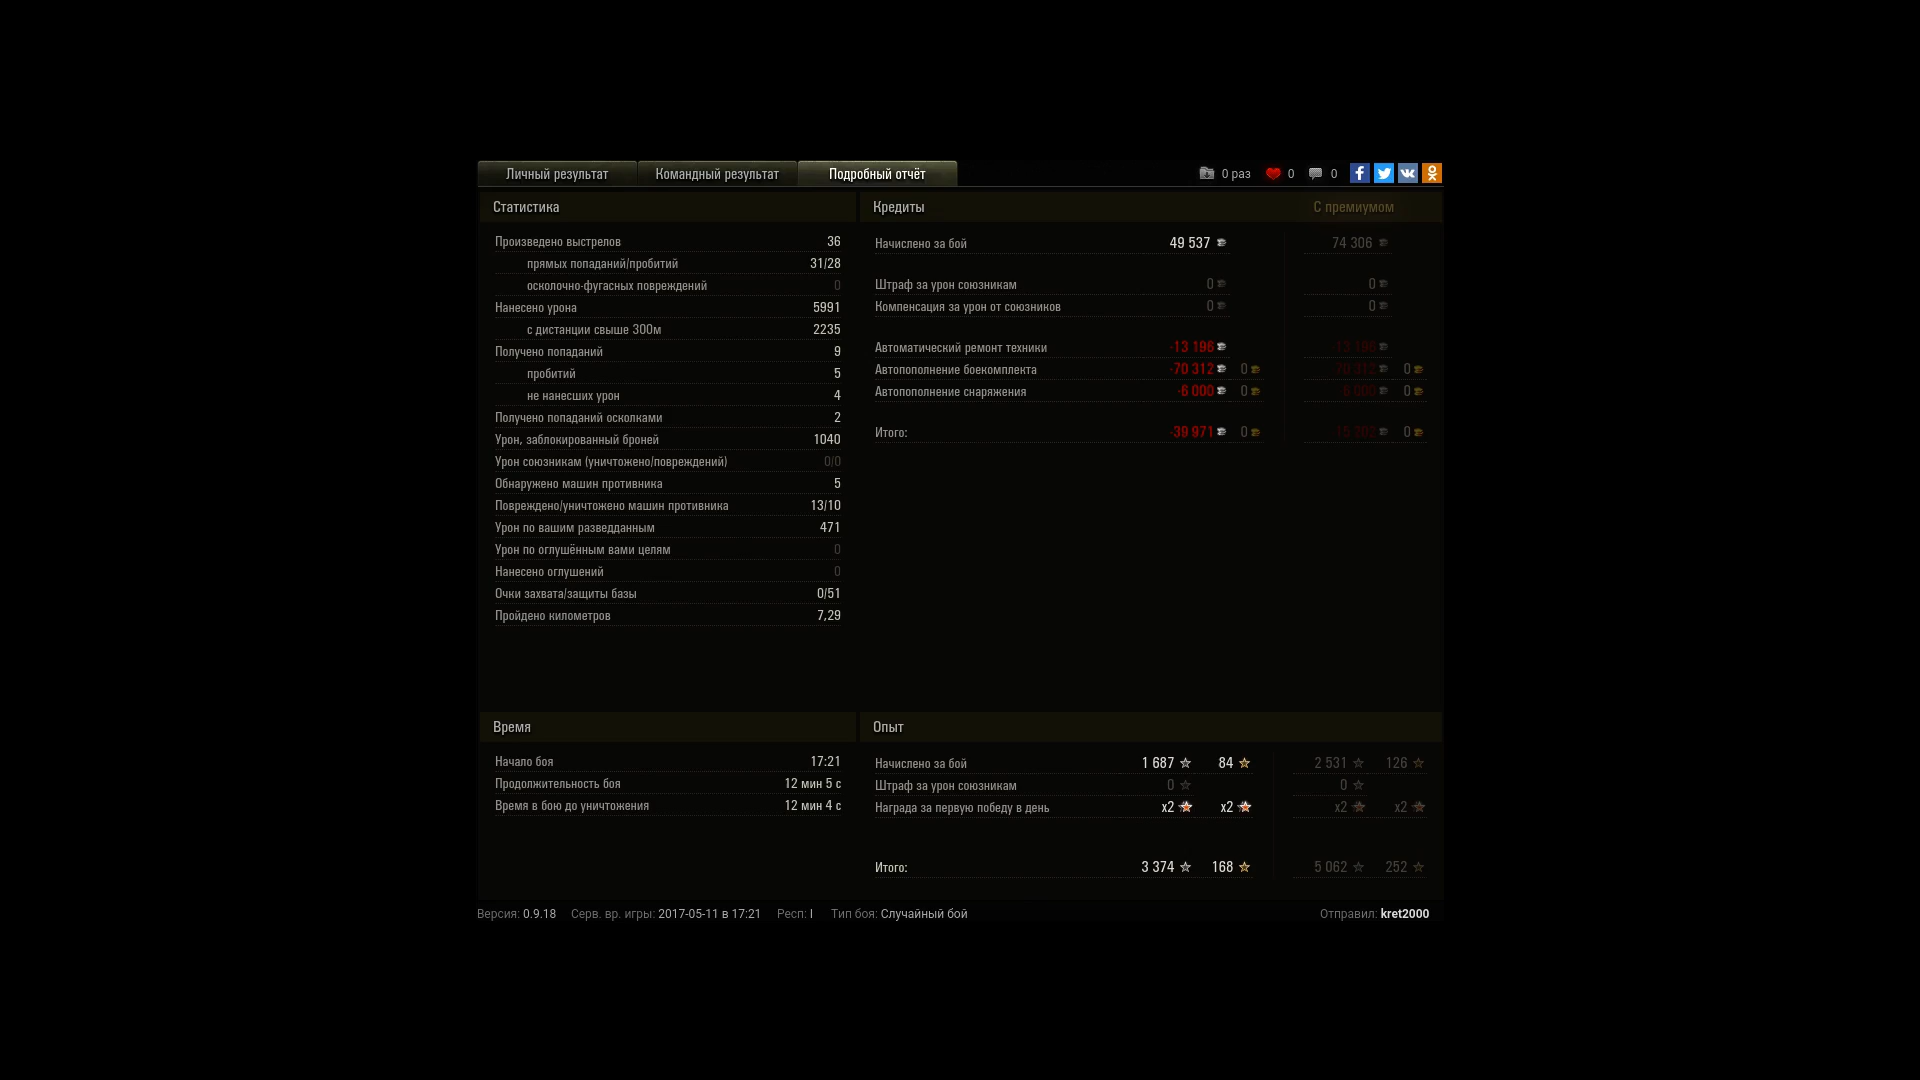 Личный результат Командный результат Подробный отчёт 0 раз 0 0
Статистика
Произведено выстрелов 36
прямых попаданий/пробитий 31/28
осколочно-фугасных повреждений 0
Нанесено урона 5991
с дистанции свыше 300м 2235
Получено попаданий 9
пробитий 5
не нанесших урон 4
Получено попаданий осколками 2
Урон, заблокированный броней 1040
Урон союзникам (уничтожено/повреждений) 0/0
Обнаружено машин противника 5
Повреждено/уничтожено машин противника 13/10
Урон по вашим разведданным 471
Урон по оглушённым вами целям 0
Нанесено оглушений 0
Очки захвата/защиты базы 0/51
Пройдено километров 7,29
Кредиты С премиумом
Начислено за бой 49 537 74 306
Штраф за урон союзникам 0 0
Компенсация за урон от союзников 0 0
Автоматический ремонт техники -13 196 -13 196
Автопополнение боекомплекта -70 312 0 -70 312 0
Автопополнение снаряжения -6 000 0 -6 000 0
Итого: -39 971 0 -15 202 0
Время
Начало боя 17:21
Продолжительность боя 12 мин 5 с
Время в бою до уничтожения 12 мин 4 с
Опыт
Начислено за бой 1 687 84 2 531 126
Штраф за урон союзникам 0 0
Награда за первую победу в день x2 x2 x2 x2
Итого: 3 374 168 5 062 252
Версия: 0.9.18 Серв. вр. игры: 2017-05-11 в 17:21 Респ: I Тип боя: Случайный бой Отправил: kret2000